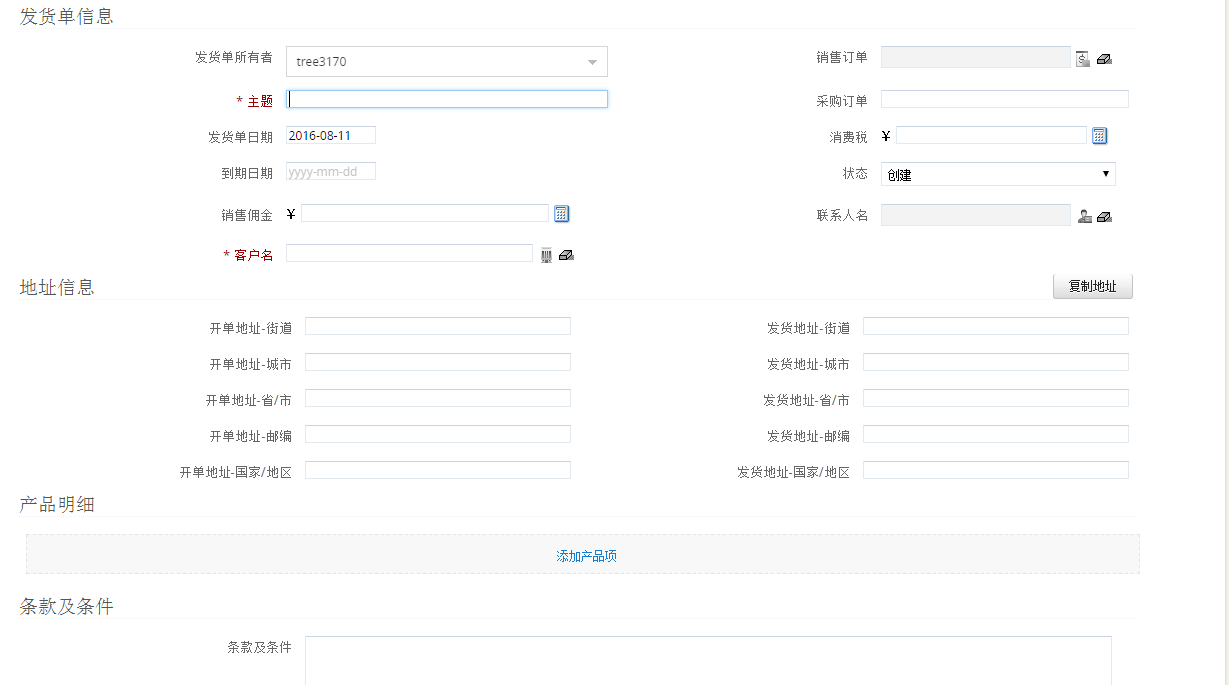 发货单信息
发货单所有者 tree3170 销售订单
* 主题 采购订单
发货单日期 2016-08-11 消费税 ¥
到期日期 yyyy-mm-dd 状态 创建
销售佣金 ¥ 联系人名
* 客户名
地址信息 复制地址
开单地址-街道 发货地址-街道
开单地址-城市 发货地址-城市
开单地址-省/市 发货地址-省/市
开单地址-邮编 发货地址-邮编
开单地址-国家/地区 发货地址-国家/地区
产品明细
添加产品项
条款及条件
条款及条件